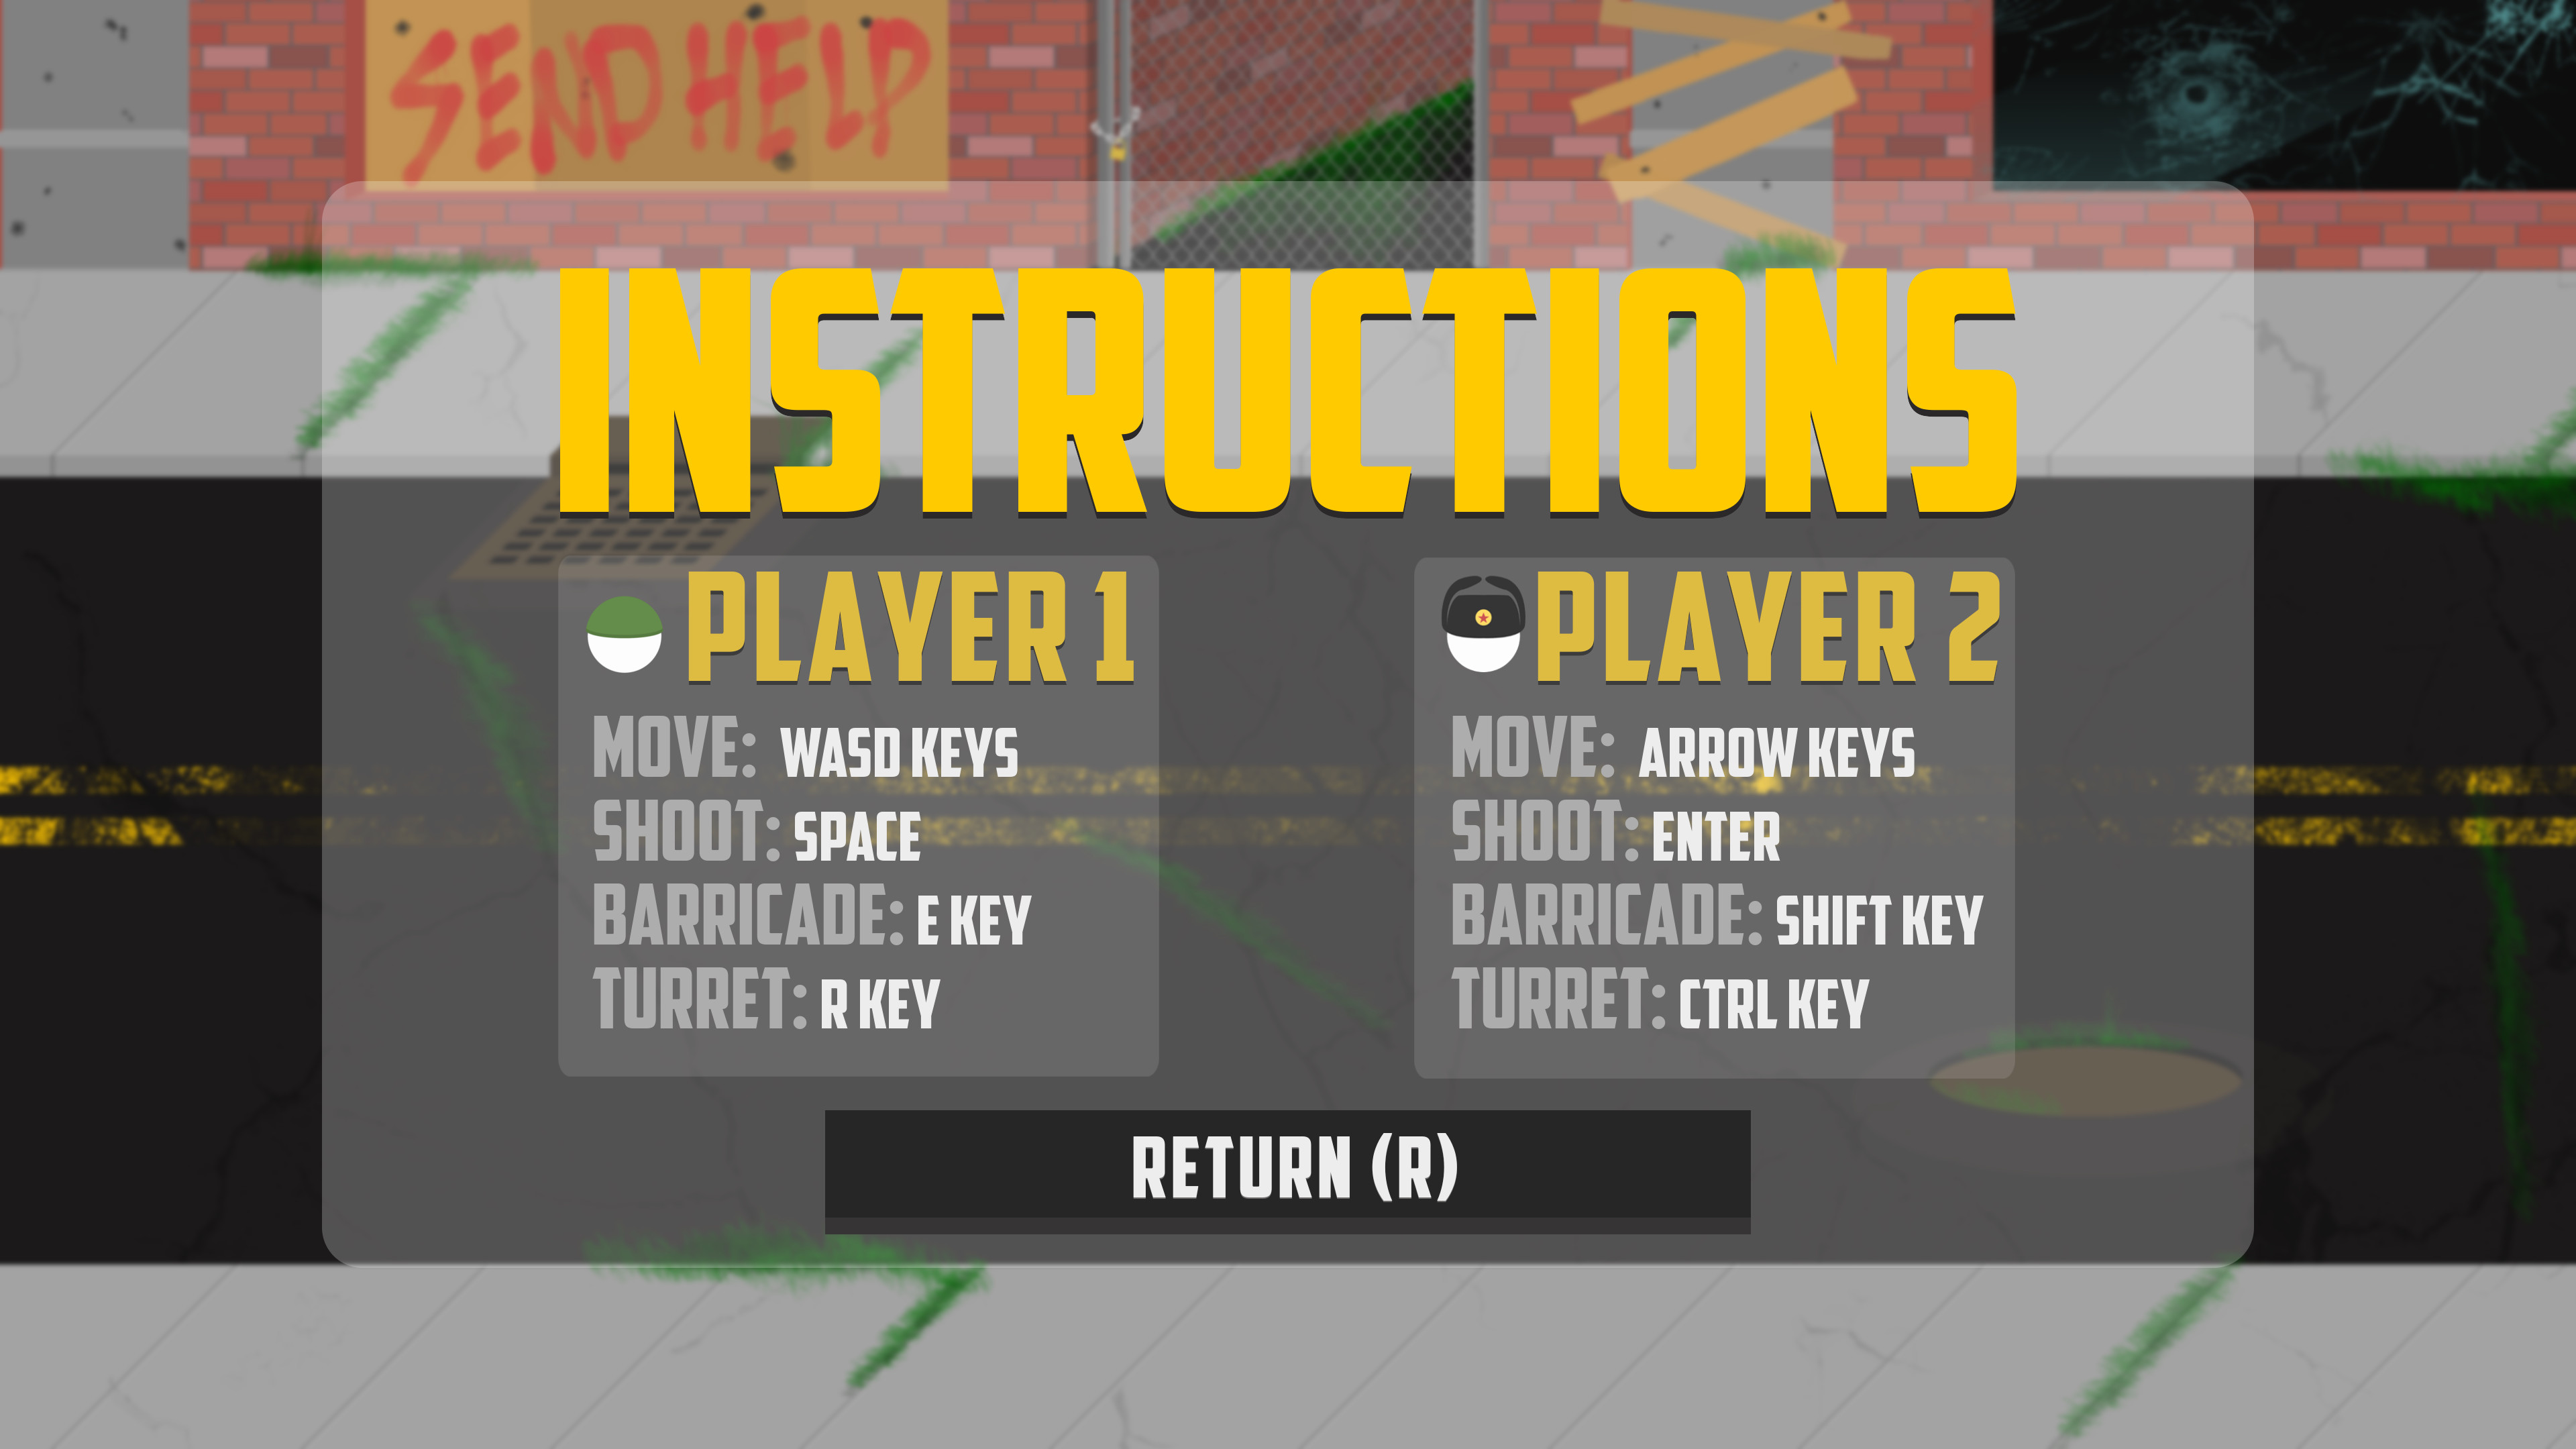 SEND HELP
INSTRUCTIONS
PLAYER 1
MOVE: WASD KEYS
SHOOT: SPACE
BARRICADE: E KEY
TURRET: R KEY
PLAYER 2
MOVE: ARROW KEYS
SHOOT: ENTER
BARRICADE: SHIFT KEY
TURRET: CTRL KEY
RETURN (R)